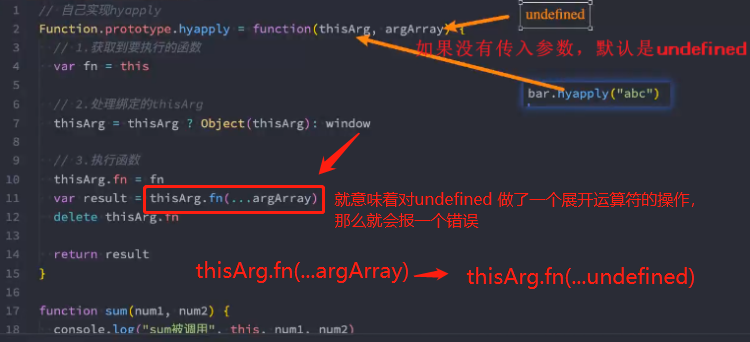 1 // 自己实现hyapply
undefined
2 Function.prototype.hyapply = function(thisArg, argArray) {
如果没有传入参数，默认是undefined
3 // 1.获取到要执行的函数
4 var fn = this
5
bar.hyapply("abc")
6 // 2.处理绑定的thisArg
7 thisArg = thisArg ? Object(thisArg): window
8
9 // 3.执行函数
10 thisArg.fn = fn
11 var result = thisArg.fn(...argArray)
就意味着对undefined 做了一个展开运算符的操作，
那么就会报一个错误
12 delete thisArg.fn
13
14 return result
thisArg.fn(...argArray)
thisArg.fn(...undefined)
15 }
16
17 function sum(num1, num2) {
18 console.log("sum被调用", this, num1, num2)